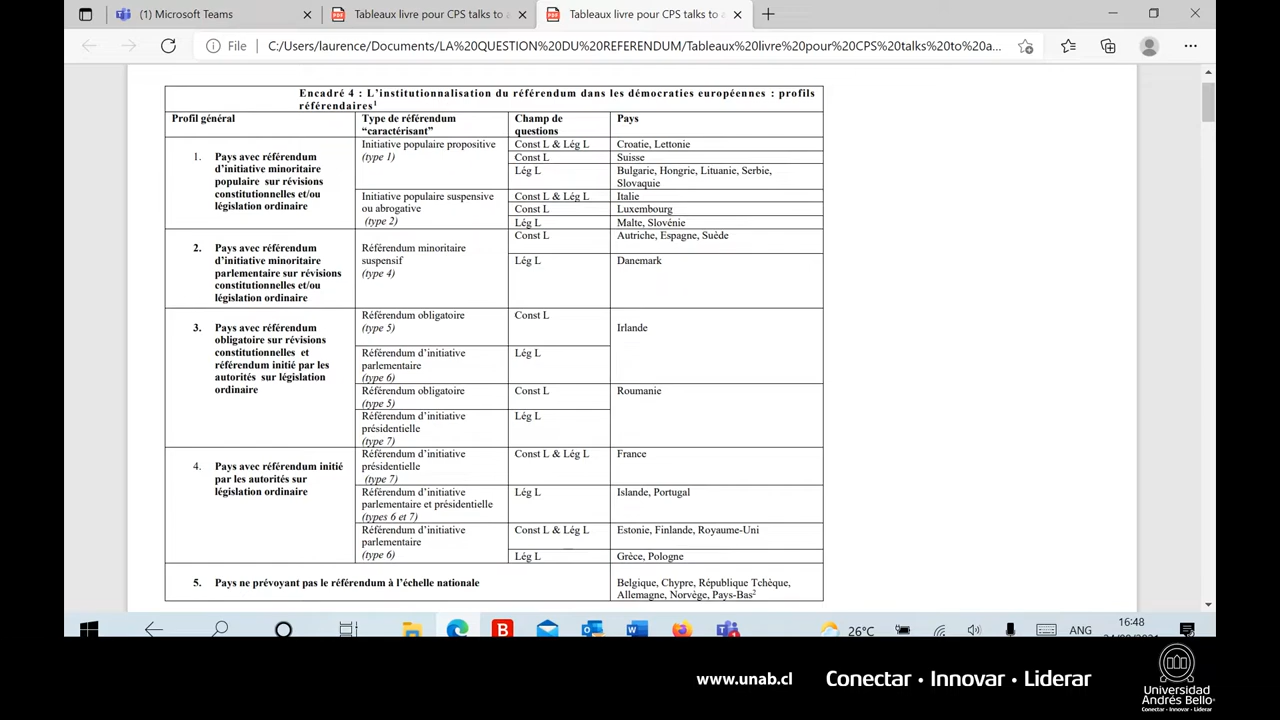 (1) Microsoft Teams
Tableaux livre pour CPS talks to a
Tableaux livre pour CPS talks to a
File
C:/Users/laurence/Documents/LA%20QUESTION%20DU%20REFERENDUM/Tableaux%20livre%20pour%20CPS%20talks%20to%20a...
Encadré 4 : L'institutionnalisation du référendum dans les démocraties européennes : profils
référendaires1
Profil général
Type de référendum
“caractérisant”
Champ de
questions
Pays
1. Pays avec référendum
d'initiative minoritaire
populaire sur révisions
constitutionnelles et/ou
législation ordinaire
Initiative populaire propositive
(type 1)
Const L & Lég L
Croatie, Lettonie
Const L
Suisse
Lég L
Bulgarie, Hongrie, Lituanie, Serbie,
Slovaquie
Initiative populaire suspensive
ou abrogative
(type 2)
Const L & Lég L
Italie
Const L
Luxembourg
Lég L
Malte, Slovénie
2. Pays avec référendum
d'initiative minoritaire
parlementaire sur révisions
constitutionnelles et/ou
législation ordinaire
Référendum minoritaire
suspensif
(type 4)
Const L
Autriche, Espagne, Suède
Lég L
Danemark
3. Pays avec référendum
obligatoire sur révisions
constitutionnelles et
référendum initié par les
autorités sur législation
ordinaire
Référendum obligatoire
(type 5)
Const L
Irlande
Référendum d'initiative
parlementaire
(type 6)
Lég L
Référendum obligatoire
(type 5)
Const L
Roumanie
Référendum d'initiative
présidentielle
(type 7)
Lég L
4. Pays avec référendum initié
par les autorités sur
législation ordinaire
Référendum d'initiative
présidentielle
(type 7)
Const L & Lég L
France
Référendum d'initiative
parlementaire et présidentielle
(types 6 et 7)
Lég L
Islande, Portugal
Référendum d'initiative
parlementaire
(type 6)
Const L & Lég L
Estonie, Finlande, Royaume-Uni
Lég L
Grèce, Pologne
5. Pays ne prévoyant pas le référendum à l'échelle nationale
Belgique, Chypre, République Tchèque,
Allemagne, Norvège, Pays-Bas2
26°C
ANG
16:48
www.unab.cl
Conectar · Innovar · Liderar
Universidad
Andrés Bello
Conectar • Innovar • Liderar